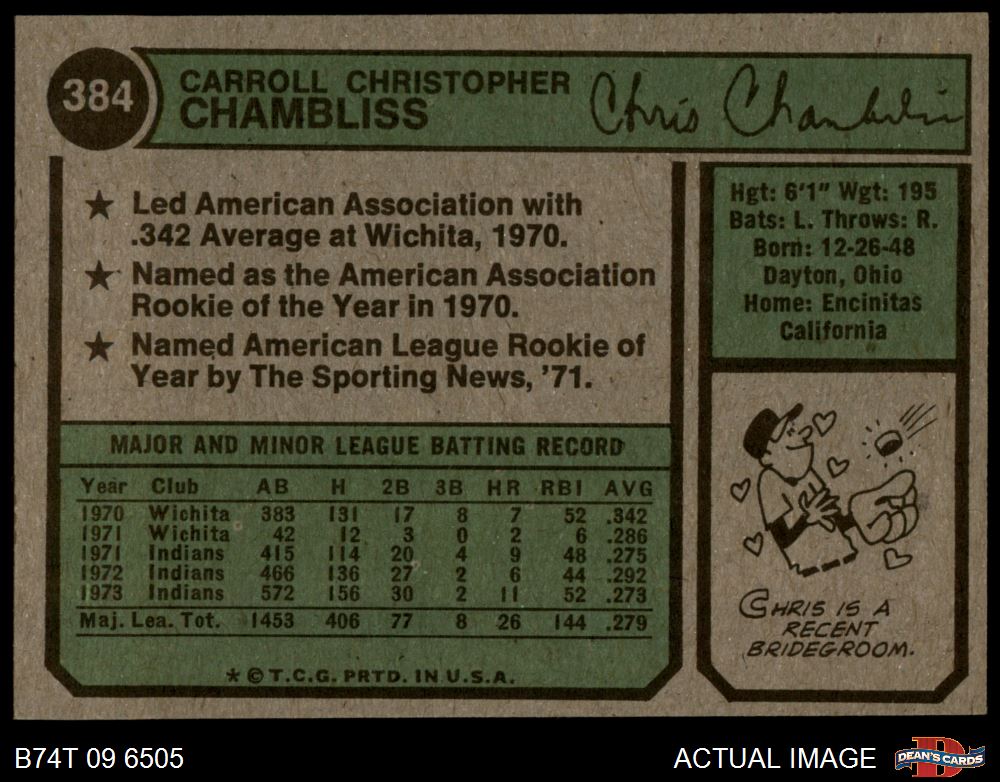 384
CARROLL CHRISTOPHER
CHAMBLISS
Chris Chambliss
★ Led American Association with
.342 Average at Wichita, 1970.
★ Named as the American Association
Rookie of the Year in 1970.
★ Named American League Rookie of
Year by The Sporting News, '71.
Hgt: 6'1" Wgt: 195
Bats: L. Throws: R.
Born: 12-26-48
Dayton, Ohio
Home: Encinitas
California
MAJOR AND MINOR LEAGUE BATTING RECORD
Year Club AB H 2B 3B HR RBI AVG
1970 Wichita 383 131 17 8 7 52 .342
1971 Wichita 42 12 3 0 2 6 .286
1971 Indians 415 114 20 4 9 48 .275
1972 Indians 466 136 27 2 6 44 .292
1973 Indians 572 156 30 2 11 52 .273
Maj. Lea. Tot. 1453 406 77 8 26 144 .279
* © T.C.G. PRTD. IN U.S.A.
CHRIS IS A
RECENT
BRIDEGROOM.
B74T 09 6505
ACTUAL IMAGE
D
DEAN'S CARDS